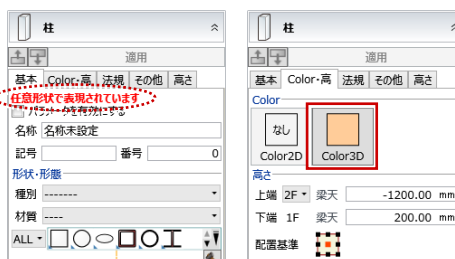 柱
適用
基本 Color・高 法規 その他 高さ
任意形状で表現されています
パラメータを有効にする
名称 名称未設定
記号 番号 0
形状・形態
種別 -------
材質 ----
ALL
柱
適用
基本 Color・高 法規 その他 高さ
Color
なし
Color2D Color3D
高さ
上端 2F 梁天 -1200.00 mm
下端 1F 梁天 200.00 mm
配置基準